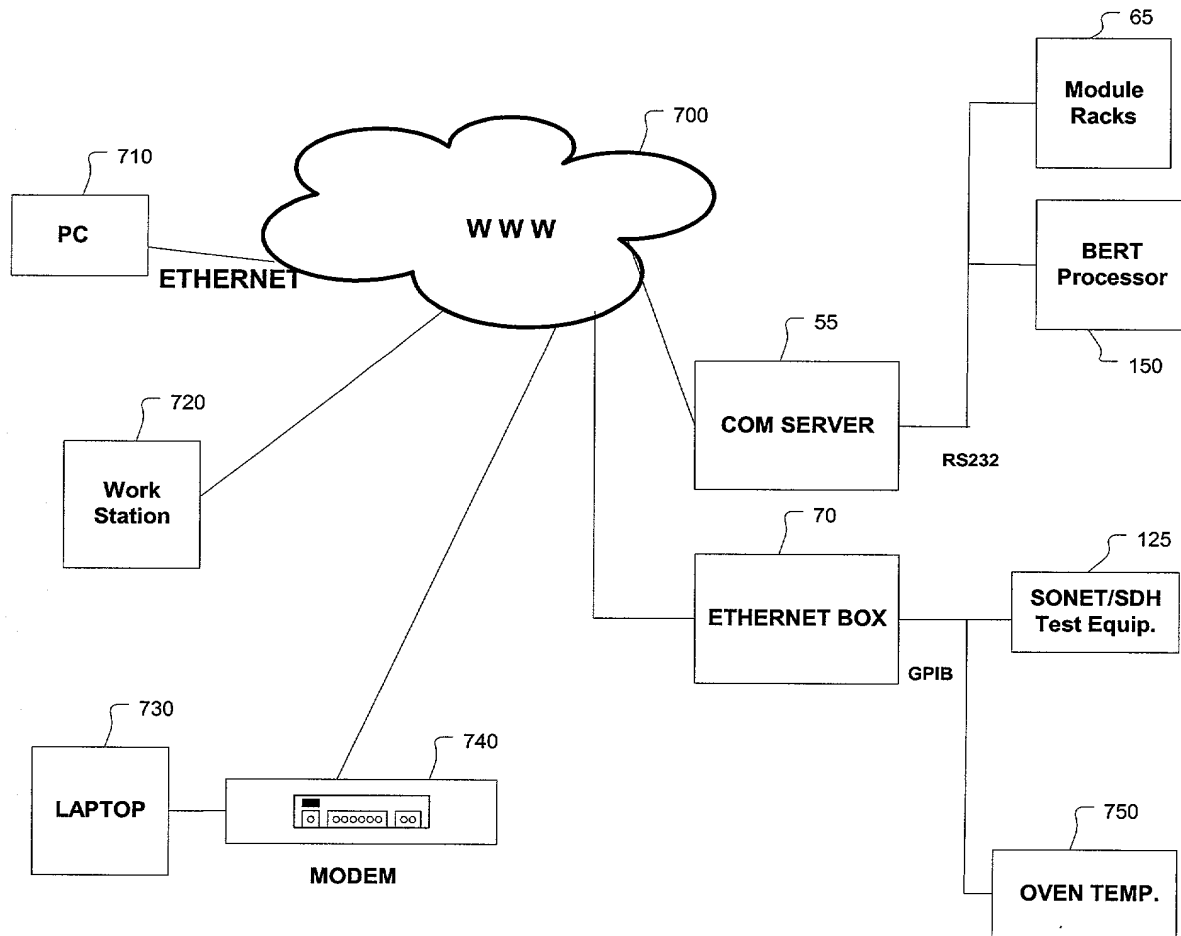 65
Module
Racks
700
710
PC
W W W
ETHERNET
BERT
Processor
150
55
COM SERVER
RS232
720
Work
Station
70
ETHERNET BOX
GPIB
125
SONET/SDH
Test Equip.
730
LAPTOP
740
MODEM
750
OVEN TEMP.